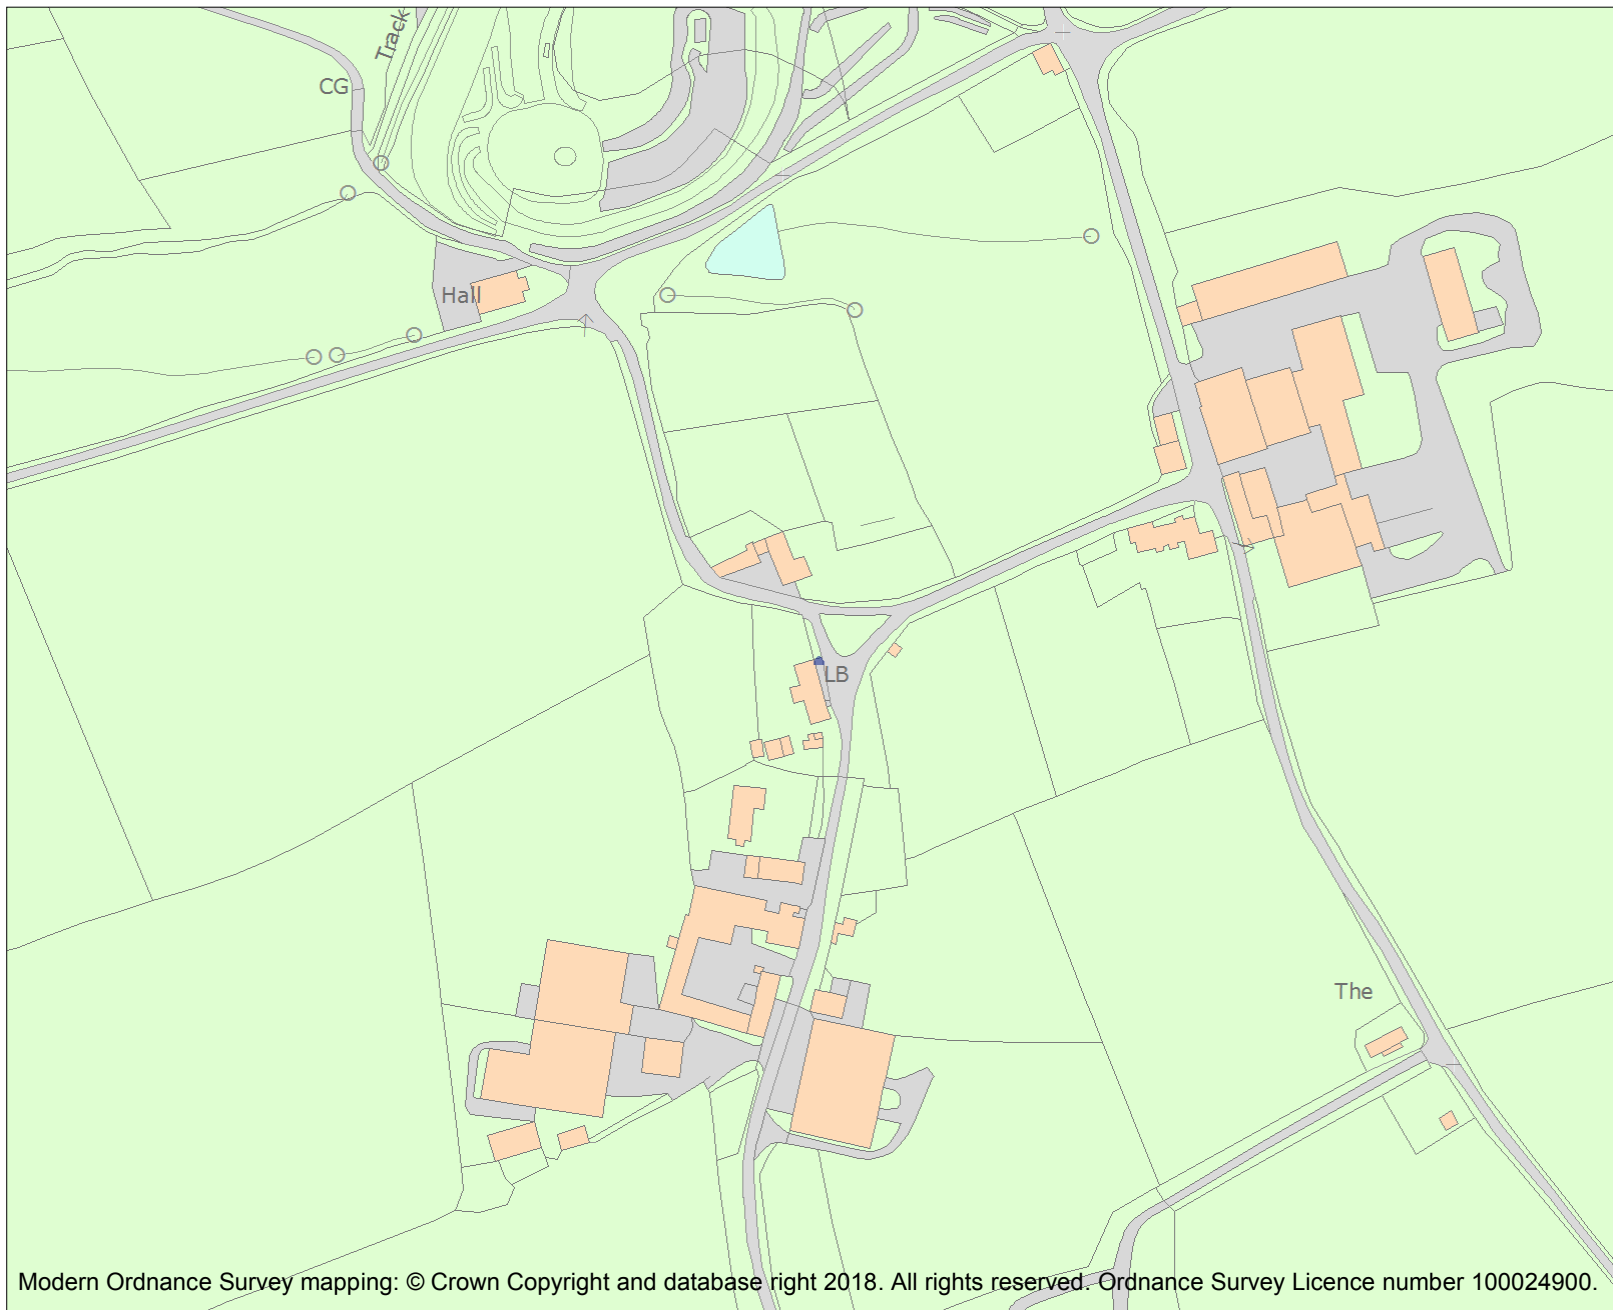 Track
CG
Hall
LB
The
Modern Ordnance Survey mapping: © Crown Copyright and database right 2018. All rights reserved. Ordnance Survey Licence number 100024900.